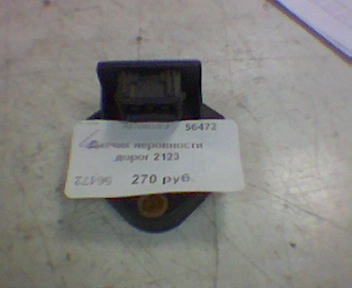 56472
Датчик неровности
дорог 2123
56472 270 руб.